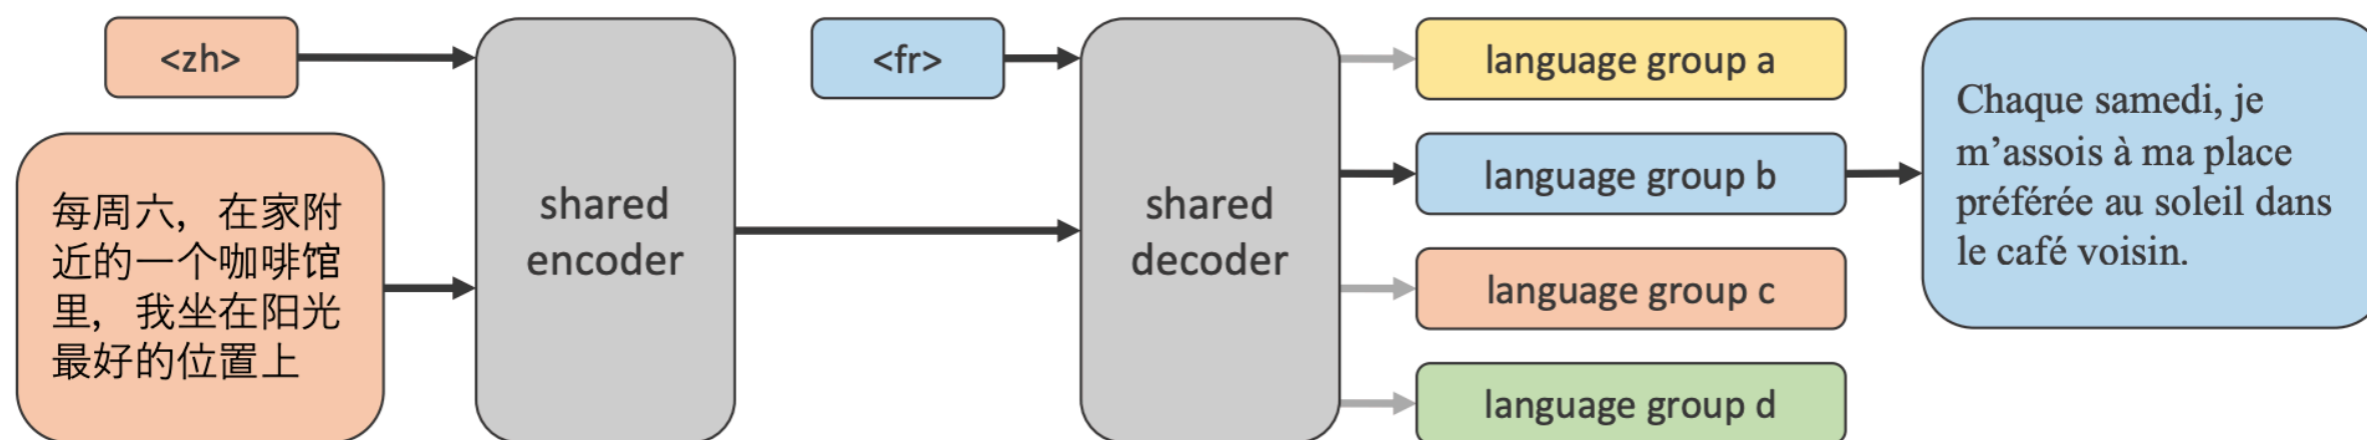 <zh>
每周六，在家附
近的一个咖啡馆
里，我坐在阳光
最好的位置上
shared
encoder
<fr>
shared
decoder
language group a
language group b
language group c
language group d
Chaque samedi, je
m’assois à ma place
préférée au soleil dans
le café voisin.